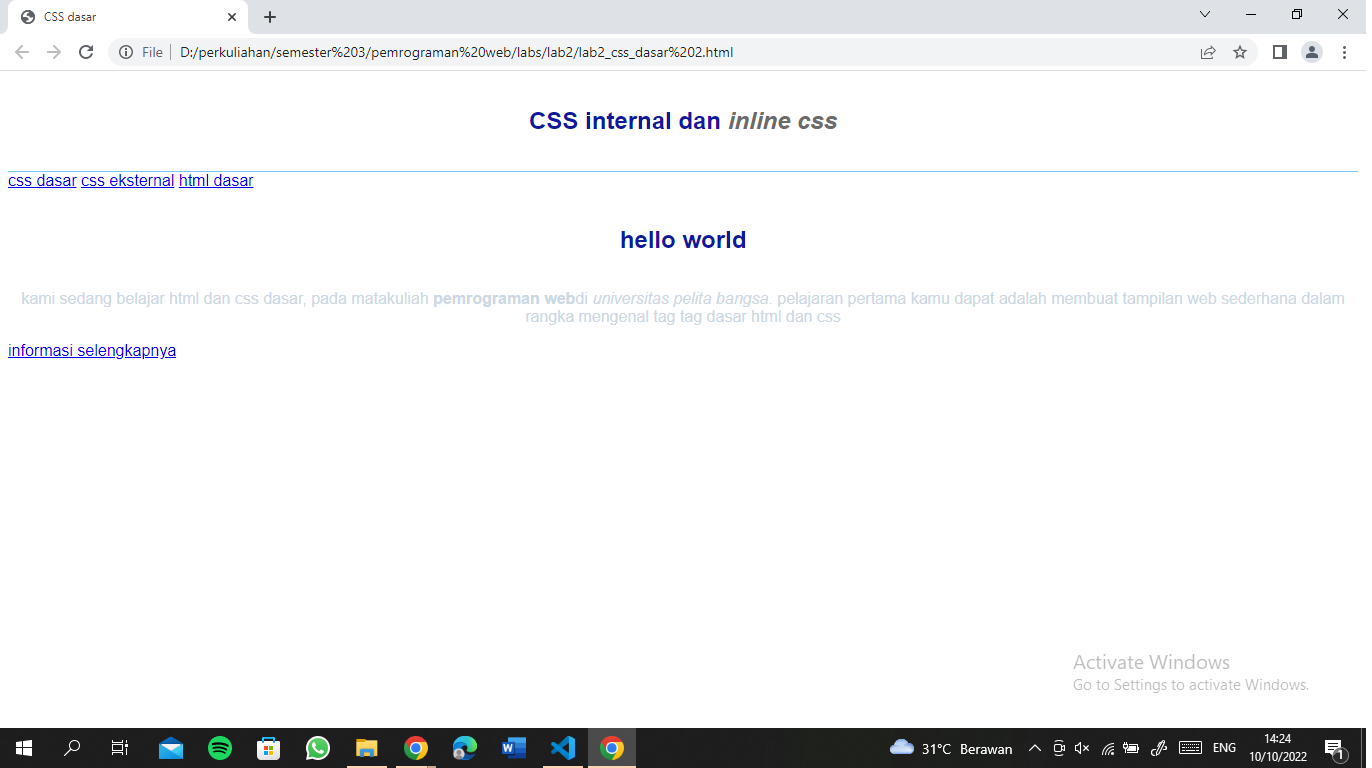 CSS dasar
File
D:/perkuliahan/semester%203/pemrograman%20web/labs/lab2/lab2_css_dasar%202.html
CSS internal dan inline css
css dasar css eksternal html dasar
hello world
kami sedang belajar html dan css dasar, pada matakuliah pemrograman webdi universitas pelita bangsa. pelajaran pertama kamu dapat adalah membuat tampilan web sederhana dalam
rangka mengenal tag tag dasar html dan css
informasi selengkapnya
Activate Windows
Go to Settings to activate Windows.
31°C Berawan
ENG
14:24
10/10/2022
1